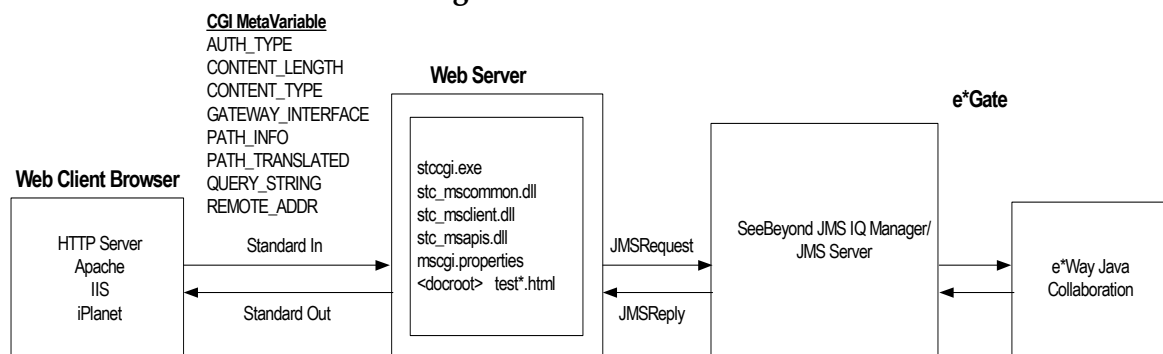 CGI MetaVariable
AUTH_TYPE
CONTENT_LENGTH
CONTENT_TYPE
GATEWAY_INTERFACE
PATH_INFO
PATH_TRANSLATED
QUERY_STRING
REMOTE_ADDR
Web Client Browser
HTTP Server
Apache
IIS
iPlanet
Standard In
Standard Out
Web Server
stccgi.exe
stc_mscommon.dll
stc_msclient.dll
stc_msapis.dll
mscgi.properties
<docroot> test*.html
JMSRequest
JMSReply
SeeBeyond JMS IQ Manager/
JMS Server
e*Gate
e*Way Java
Collaboration